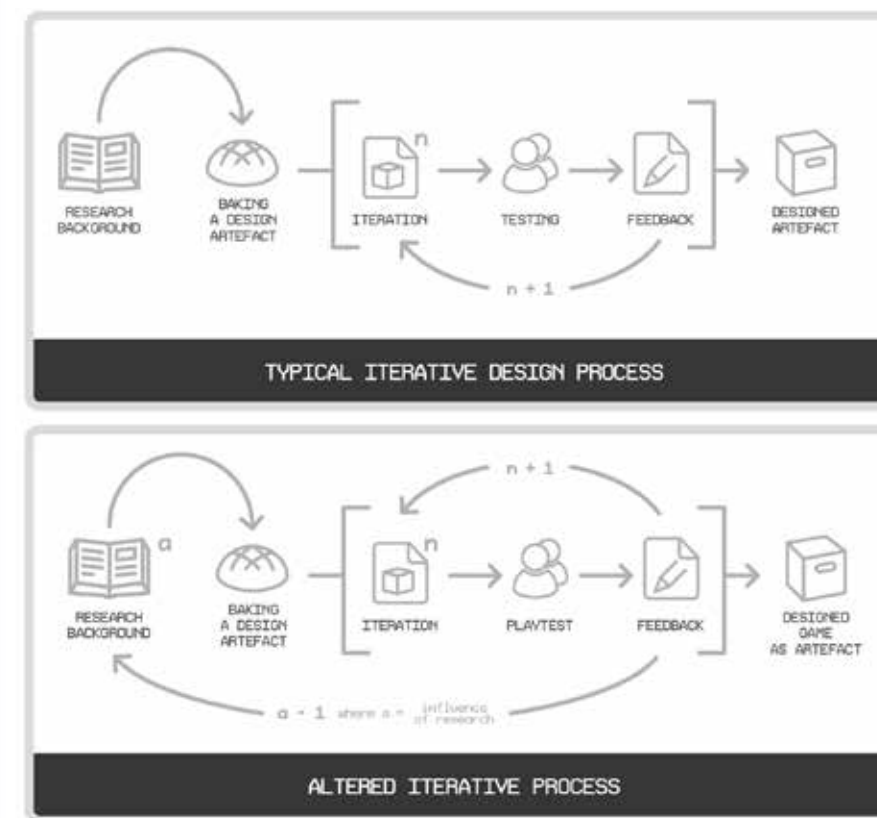 n
RESEARCH
BACKGROUND
BAKING
A DESIGN
ARTEFACT
ITERATION
TESTING
FEEDBACK
DESIGNED
ARTEFACT
n + 1
TYPICAL ITERATIVE DESIGN PROCESS
n + 1
a
n
RESEARCH
BACKGROUND
BAKING
A DESIGN
ARTEFACT
ITERATION
PLAYTEST
FEEDBACK
DESIGNED
GAME
AS ARTEFACT
a - 1 where a = influence
of research
ALTERED ITERATIVE PROCESS